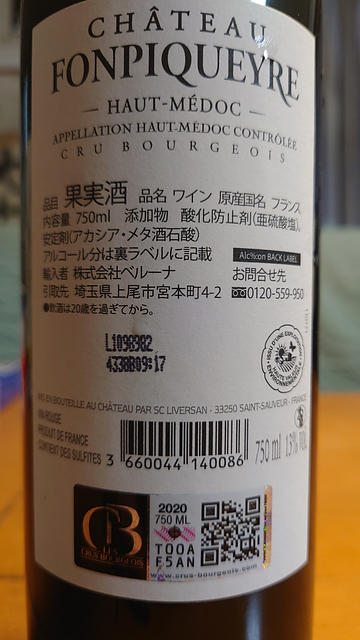 CHÂTEAU
FONPIQUEYRE
— HAUT-MÉDOC —
APPELLATION HAUT-MÉDOC CONTRÔLÉE
CRU BOURGEOIS
品目 果実酒 品名 ワイン 原産国名 フランス
内容量 750ml 添加物 酸化防止剤(亜硫酸塩)、
安定剤(アカシア・メタ酒石酸)
アルコール分は裏ラベルに記載 Alc%:on BACK LABEL
輸入者 株式会社ベルーナ お問合せ先
引取先 埼玉県上尾市宮本町4-2 ☎0120-559-950
●飲酒は20歳を過ぎてから。
L1098982
4338B09:17
ISSU D'UNE EXPLOITATION
HAUTE VALEUR
ENVIRONNEMENTALE
MIS EN BOUTEILLE AU CHÂTEAU PAR SC LIVERSAN - 33250 SAINT-SAUVEUR - FRANCE
VIN ROUGE
PRODUIT DE FRANCE
CONTIENT DES SULFITES
3 660044 140086
750 ml 13% vol.
CB
LES
CRUS BOURGEOIS
2020
750 ML
TOOA
E5AN
www.crus-bourgeois.com